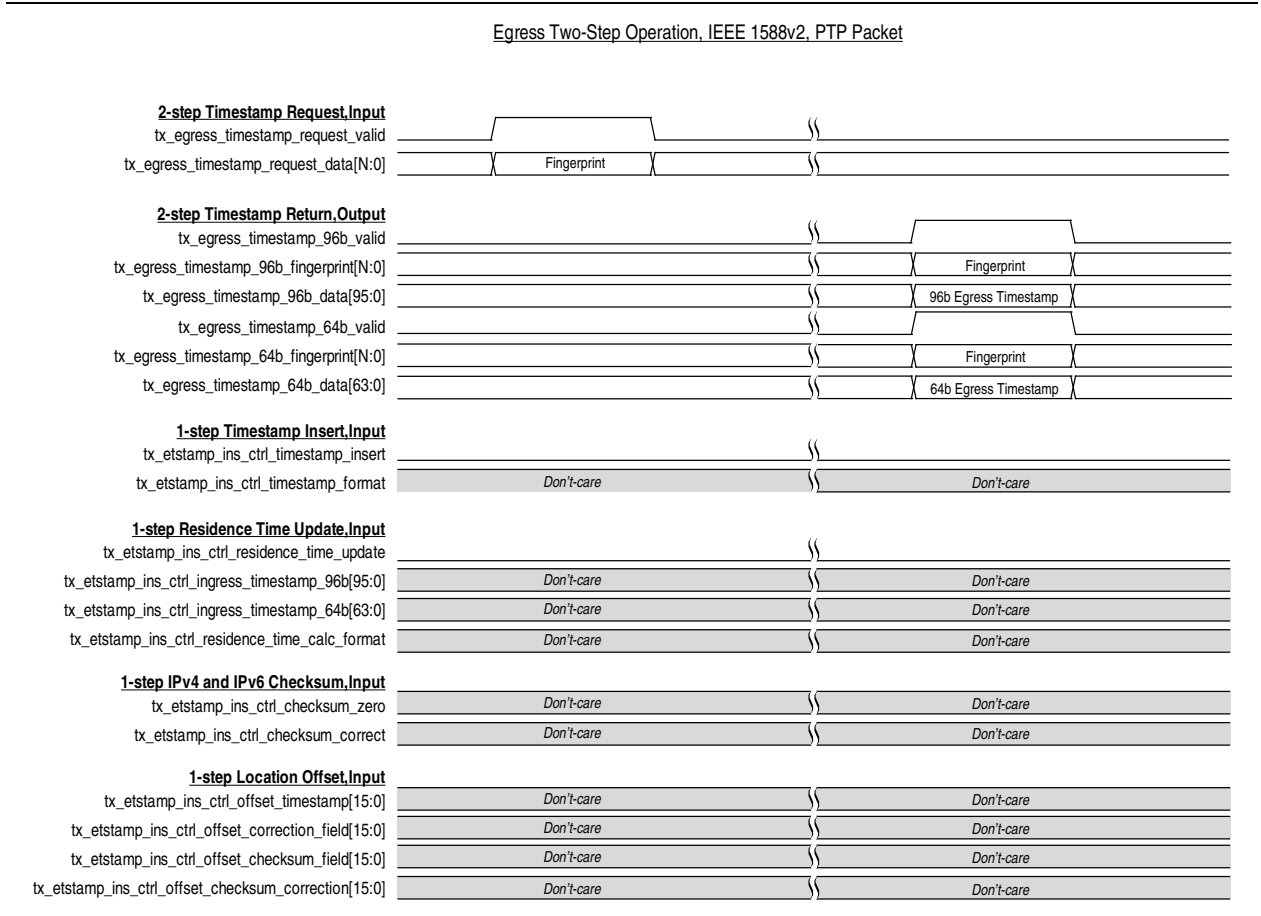 Egress Two-Step Operation, IEEE 1588v2, PTP Packet
2-step Timestamp Request,Input
tx_egress_timestamp_request_valid
tx_egress_timestamp_request_data[N:0] Fingerprint
2-step Timestamp Return,Output
tx_egress_timestamp_96b_valid
tx_egress_timestamp_96b_fingerprint[N:0] Fingerprint
tx_egress_timestamp_96b_data[95:0] 96b Egress Timestamp
tx_egress_timestamp_64b_valid
tx_egress_timestamp_64b_fingerprint[N:0] Fingerprint
tx_egress_timestamp_64b_data[63:0] 64b Egress Timestamp
1-step Timestamp Insert,Input
tx_etstamp_ins_ctrl_timestamp_insert
tx_etstamp_ins_ctrl_timestamp_format Don't-care Don't-care
1-step Residence Time Update,Input
tx_etstamp_ins_ctrl_residence_time_update
tx_etstamp_ins_ctrl_ingress_timestamp_96b[95:0] Don't-care Don't-care
tx_etstamp_ins_ctrl_ingress_timestamp_64b[63:0] Don't-care Don't-care
tx_etstamp_ins_ctrl_residence_time_calc_format Don't-care Don't-care
1-step IPv4 and IPv6 Checksum,Input
tx_etstamp_ins_ctrl_checksum_zero Don't-care Don't-care
tx_etstamp_ins_ctrl_checksum_correct Don't-care Don't-care
1-step Location Offset,Input
tx_etstamp_ins_ctrl_offset_timestamp[15:0] Don't-care Don't-care
tx_etstamp_ins_ctrl_offset_correction_field[15:0] Don't-care Don't-care
tx_etstamp_ins_ctrl_offset_checksum_field[15:0] Don't-care Don't-care
tx_etstamp_ins_ctrl_offset_checksum_correction[15:0] Don't-care Don't-care